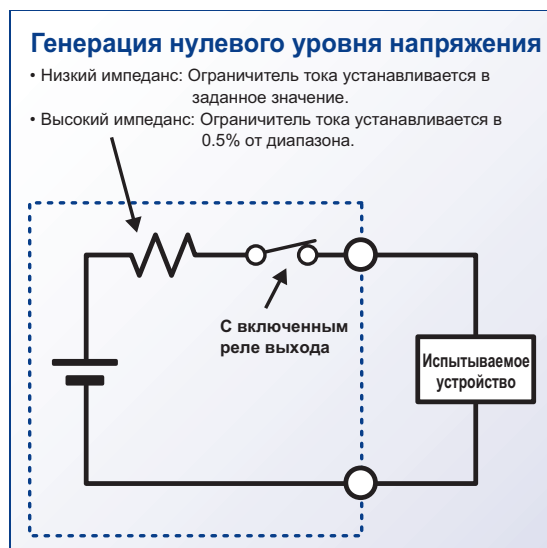 Генерация нулевого уровня напряжения
• Низкий импеданс: Ограничитель тока устанавливается в
заданное значение.
• Высокий импеданс: Ограничитель тока устанавливается в
0.5% от диапазона.
С включенным
реле выхода
Испытываемое
устройство